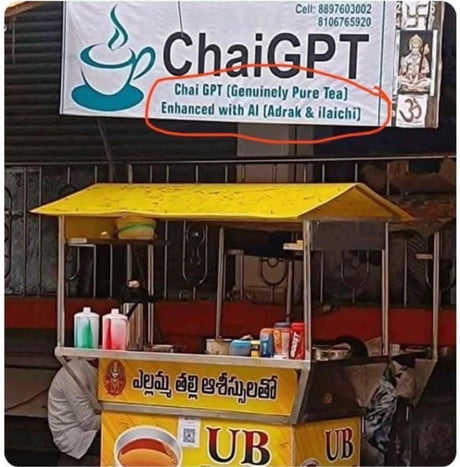 Cell: 8897603002
8106765920
ChaiGPT
Chai GPT (Genuinely Pure Tea)
Enhanced with AI (Adrak & ilaichi)
ఎల్లమ్మ తల్లి ఆశీస్సులతో
UB
UB